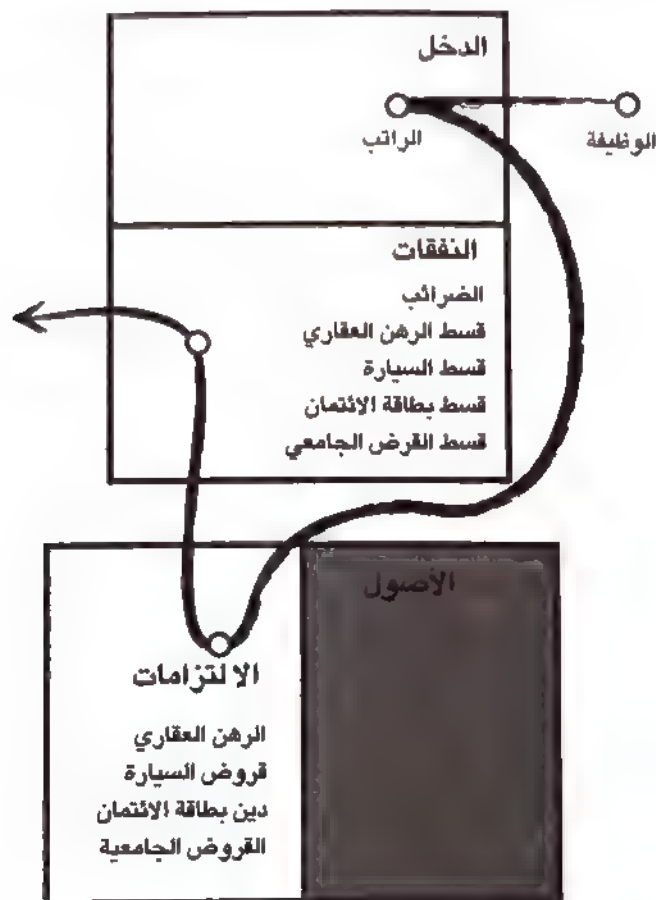 الدخل
الوظيفة
الراتب
النفقات
الضرائب
قسط الرهن العقاري
قسط السيارة
قسط بطاقة الائتمان
قسط القرض الجامعي
الأصول
الالتزامات
الرهن العقاري
قروض السيارة
دين بطاقة الائتمان
القروض الجامعية